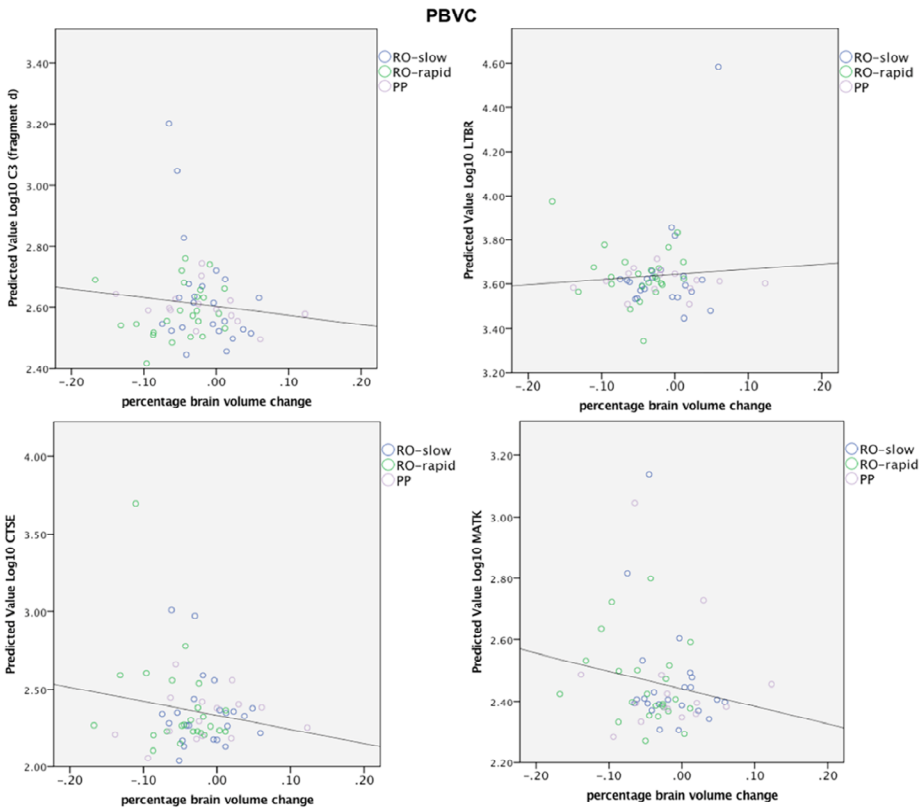 PBVC
Predicted Value Log10 C3 (fragment d)
3.40
3.20
3.00
2.80
2.60
2.40
-.20 -.10 .00 .10 .20
percentage brain volume change
RO-slow
RO-rapid
PP
Predicted Value Log10 LTBR
4.60
4.40
4.20
4.00
3.80
3.60
3.40
3.20
-.20 -.10 .00 .10 .20
percentage brain volume change
RO-slow
RO-rapid
PP
Predicted Value Log10 CTSE
4.00
3.50
3.00
2.50
2.00
-.20 -.10 .00 .10 .20
percentage brain volume change
RO-slow
RO-rapid
PP
Predicted Value Log10 MATK
3.20
3.00
2.80
2.60
2.40
2.20
-.20 -.10 .00 .10 .20
percentage brain volume change
RO-slow
RO-rapid
PP